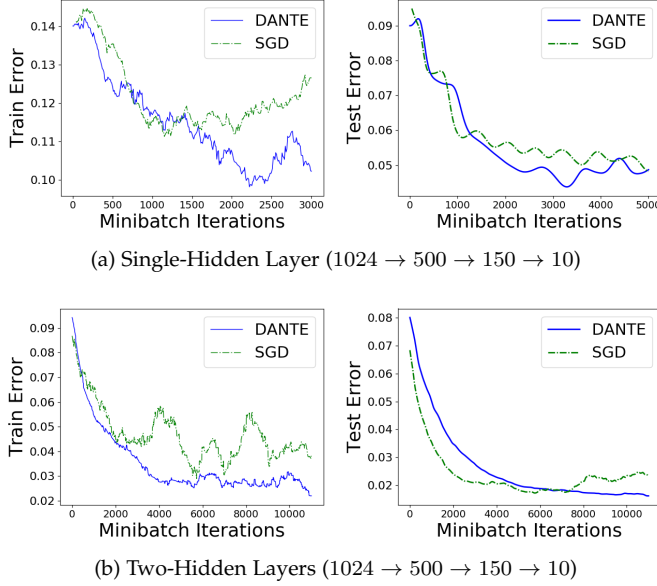 DANTE
SGD
Train Error
0.14
0.13
0.12
0.11
0.10
0 500 1000 1500 2000 2500 3000
Minibatch Iterations
DANTE
SGD
Test Error
0.09
0.08
0.07
0.06
0.05
0 1000 2000 3000 4000 5000
Minibatch Iterations
(a) Single-Hidden Layer (1024 → 500 → 150 → 10)
DANTE
SGD
Train Error
0.09
0.08
0.07
0.06
0.05
0.04
0.03
0.02
0 2000 4000 6000 8000 10000
Minibatch Iterations
DANTE
SGD
Test Error
0.08
0.07
0.06
0.05
0.04
0.03
0.02
0 2000 4000 6000 8000 10000
Minibatch Iterations
(b) Two-Hidden Layers (1024 → 500 → 150 → 10)